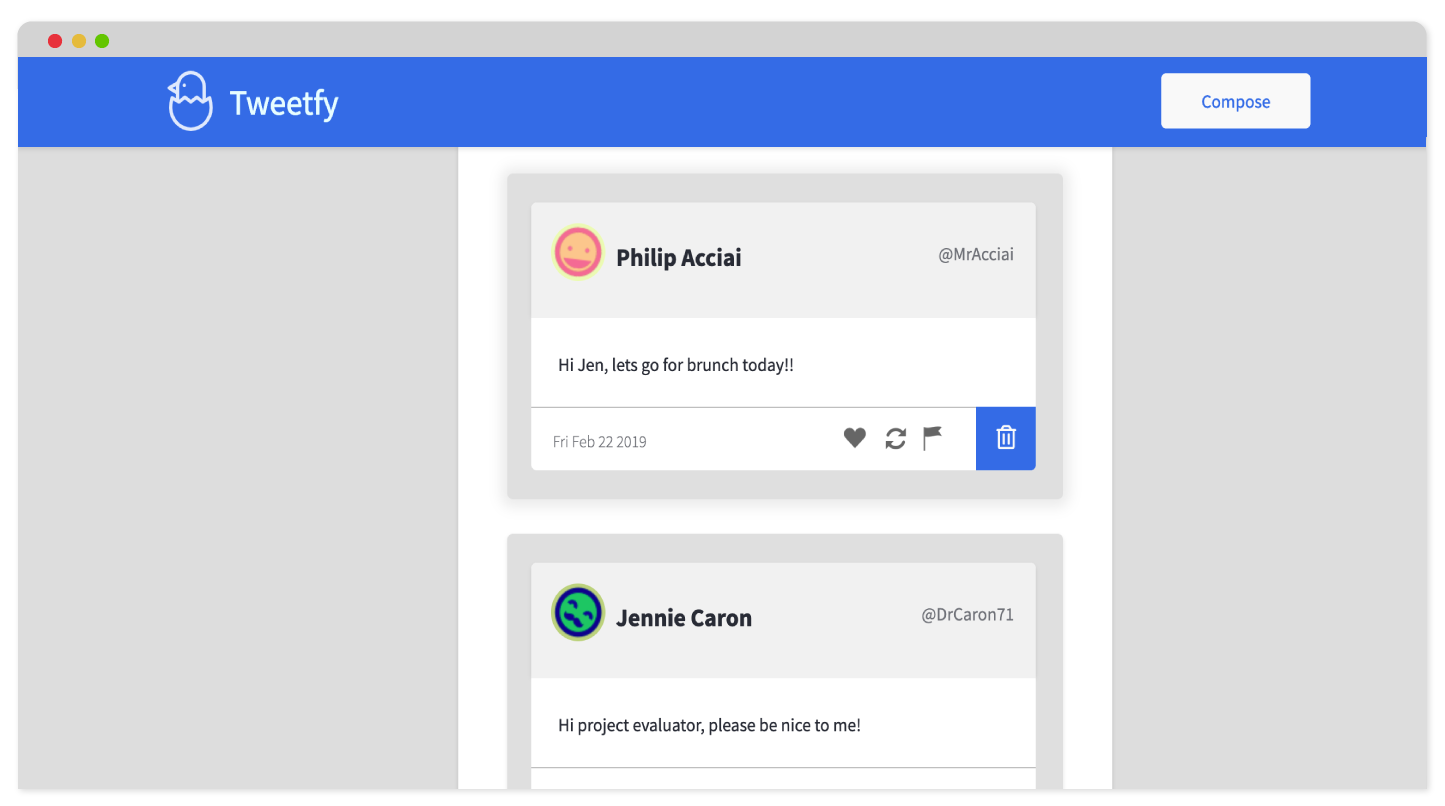 Tweetfy
Compose
Philip Acciai
@MrAcciai
Hi Jen, lets go for brunch today!!
Fri Feb 22 2019
Jennie Caron
@DrCaron71
Hi project evaluator, please be nice to me!